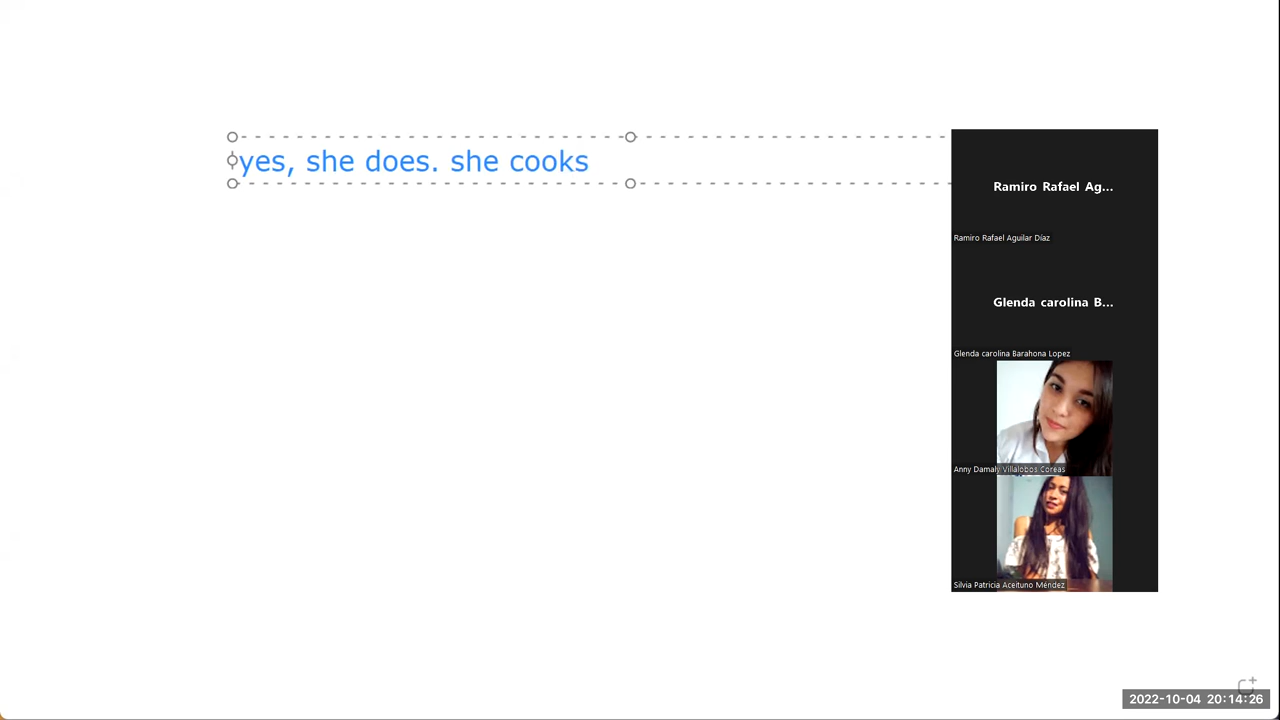 yes, she does. she cooks
Ramiro Rafael Ag...
Ramiro Rafael Aguilar Díaz
Glenda carolina B...
Glenda carolina Barahona Lopez
Anny Damaly Villalobos Coreas
Silvia Patricia Aceituno Méndez
2022-10-04 20:14:26